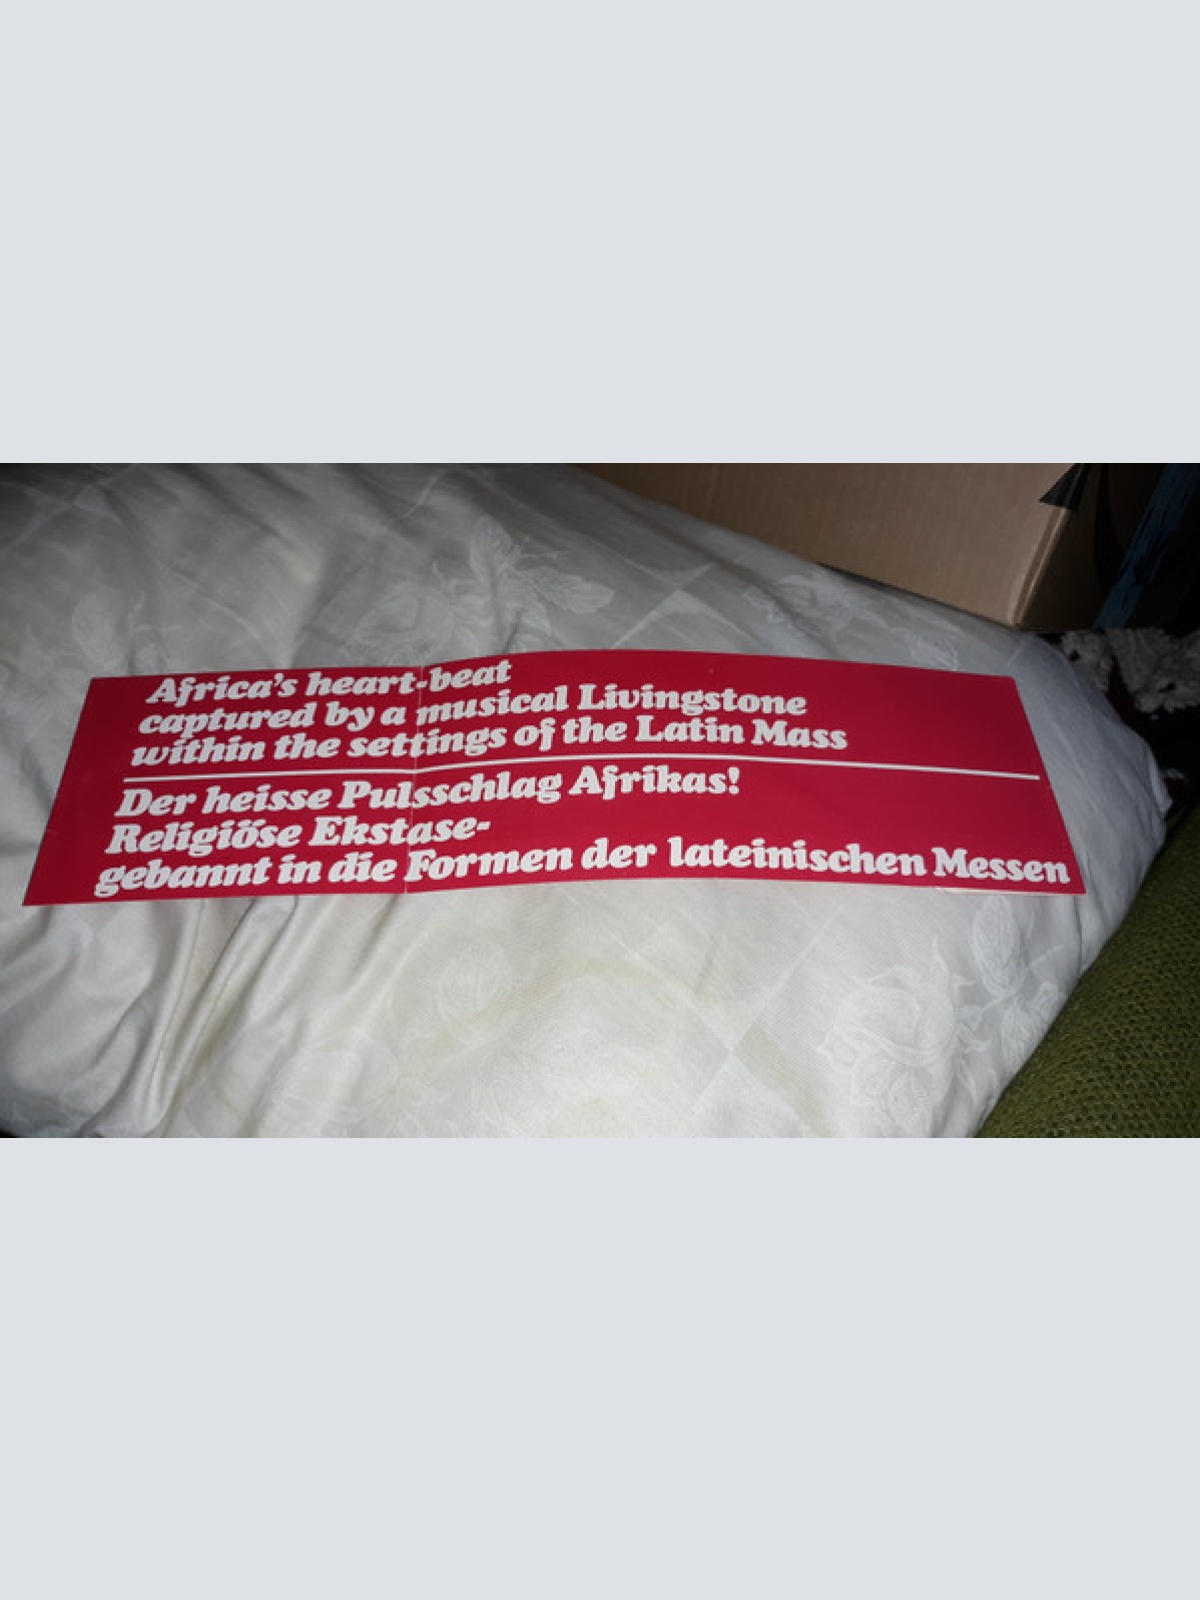 Africa's heart-beat
captured by a musical Livingstone
within the settings of the Latin Mass
Der heisse Pulsschlag Afrikas!
Religiöse Ekstase-
gebannt in die Formen der lateinischen Messen